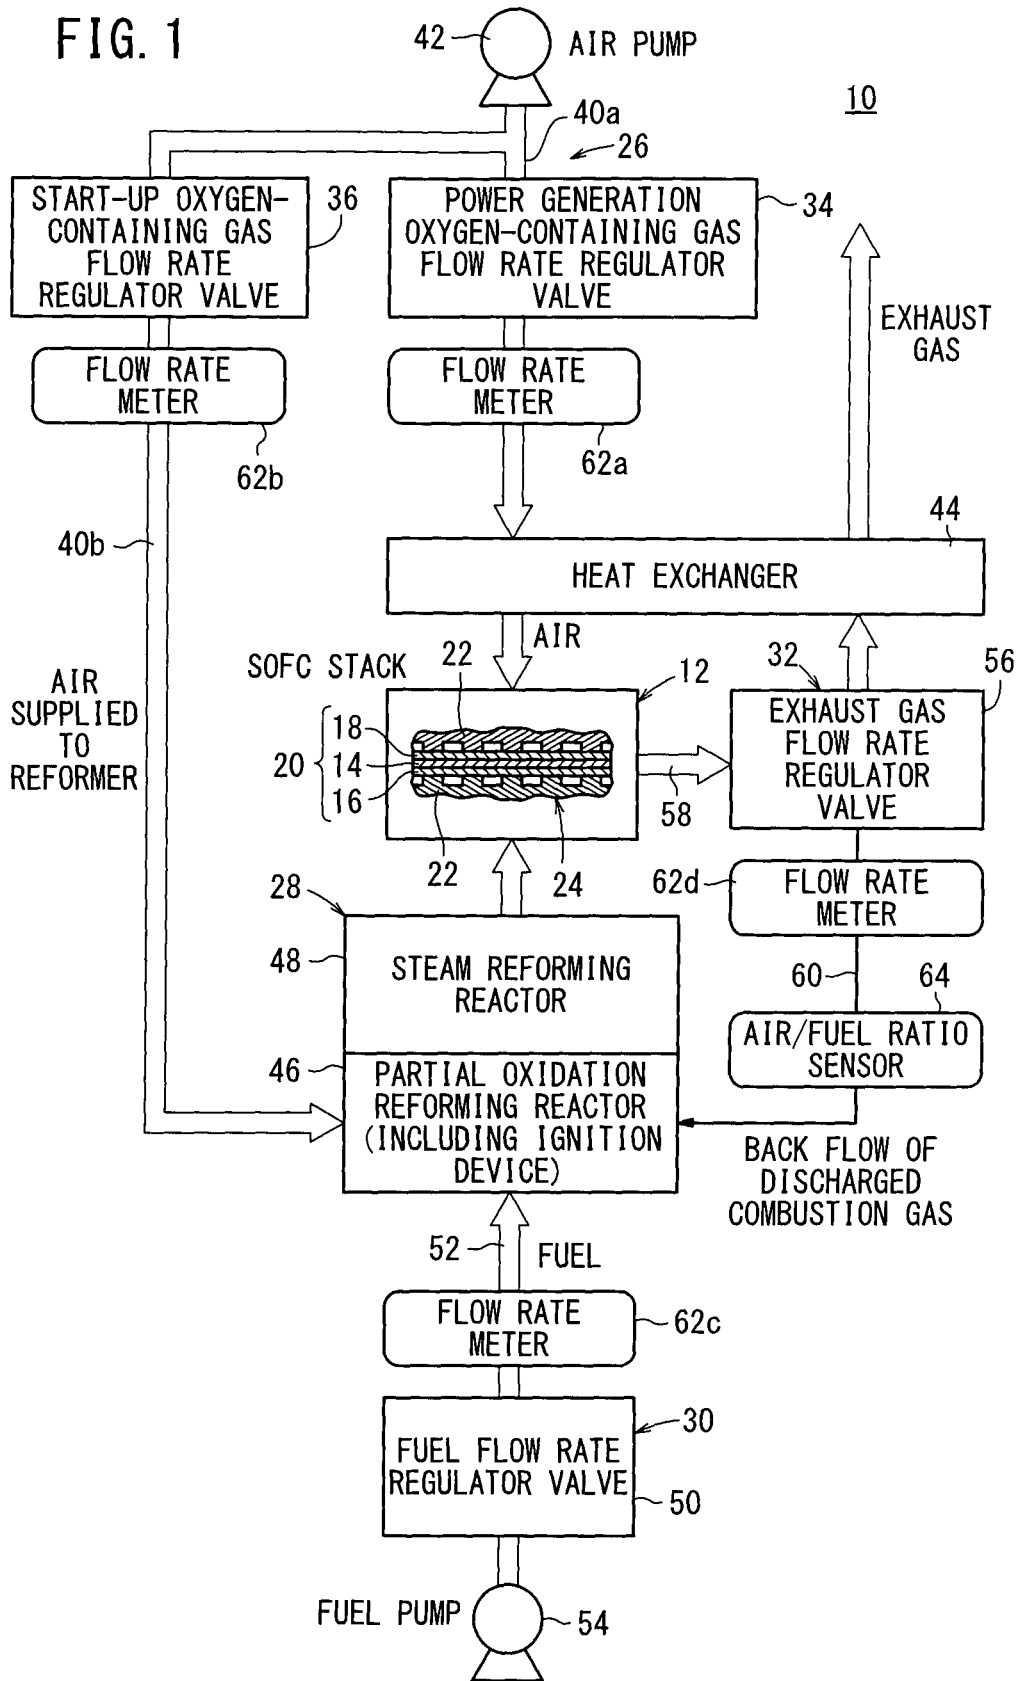 FIG. 1
42
AIR PUMP
10
40a
26
START-UP OXYGEN-
CONTAINING GAS
FLOW RATE
REGULATOR VALVE
36
POWER GENERATION
OXYGEN-CONTAINING GAS
FLOW RATE REGULATOR
VALVE
34
EXHAUST
GAS
FLOW RATE
METER
62b
FLOW RATE
METER
62a
40b
44
HEAT EXCHANGER
AIR
SOFC STACK
22
12
32
56
AIR
SUPPLIED
TO
REFORMER
20
18
14
16
22
24
58
EXHAUST GAS
FLOW RATE
REGULATOR
VALVE
62d
FLOW RATE
METER
28
48
STEAM REFORMING
REACTOR
60
64
AIR/FUEL RATIO
SENSOR
46
PARTIAL OXIDATION
REFORMING REACTOR
(INCLUDING IGNITION
DEVICE)
BACK FLOW OF
DISCHARGED
COMBUSTION GAS
52
FUEL
FLOW RATE
METER
62c
30
FUEL FLOW RATE
REGULATOR VALVE
50
FUEL PUMP
54